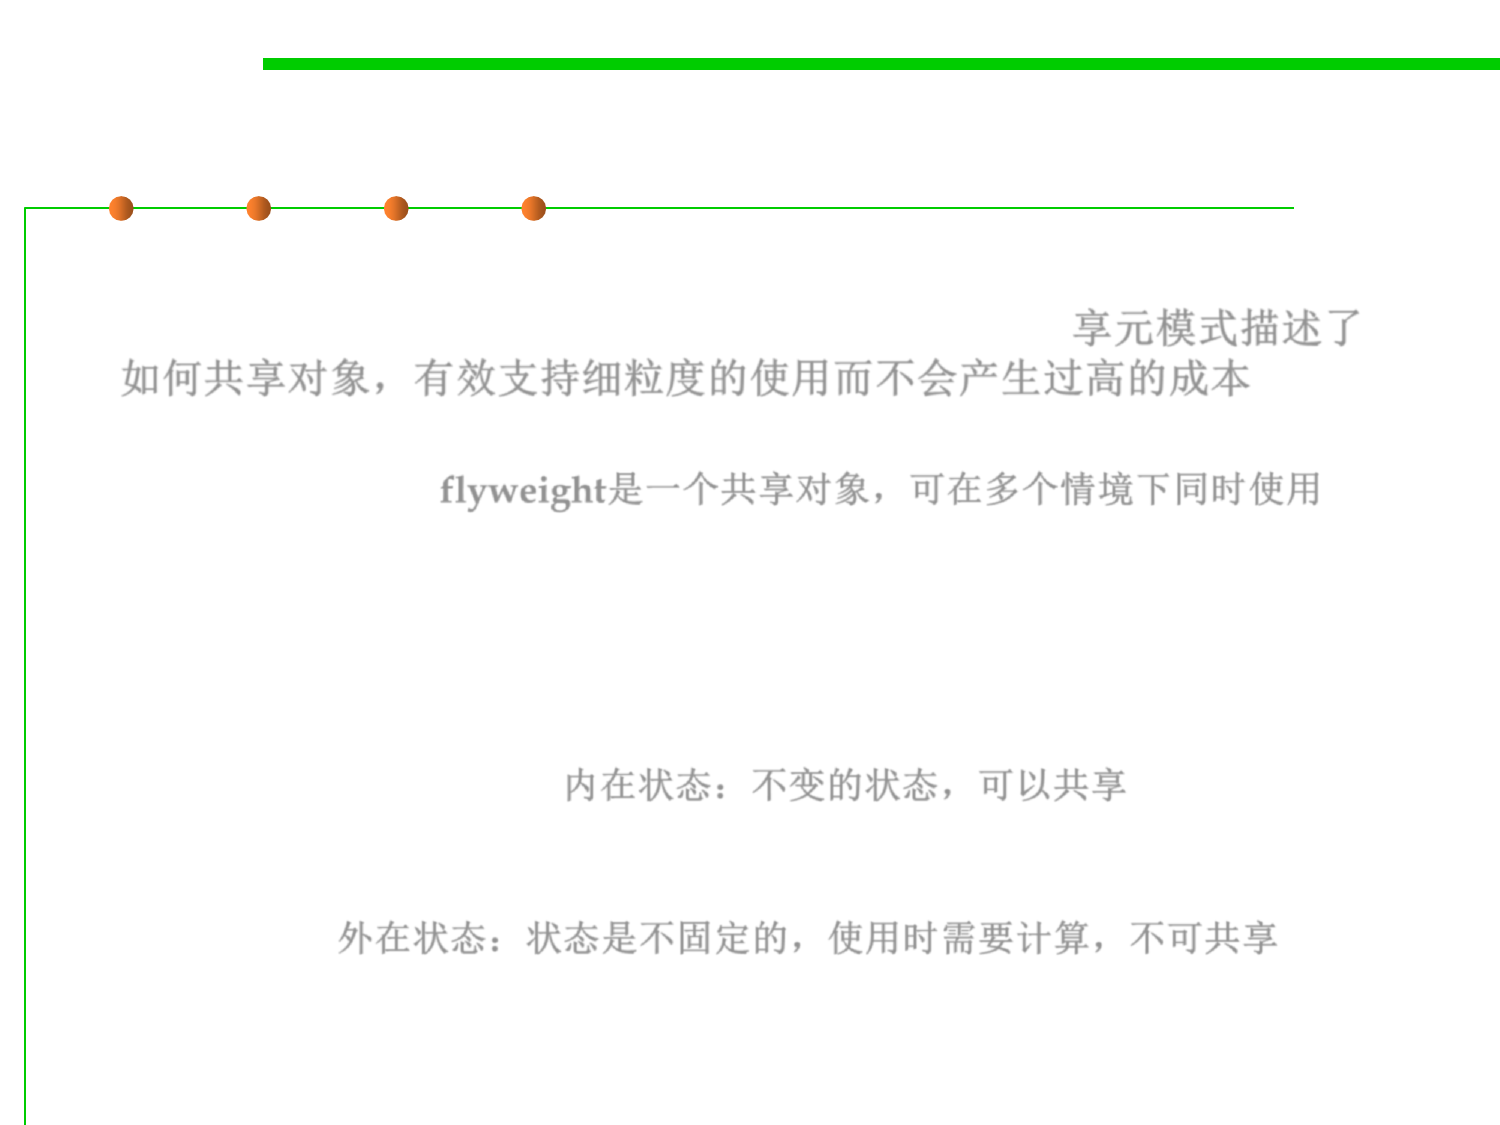 享元模式描述了
如何共享对象，有效支持细粒度的使用而不会产生过高的成本
flyweight是一个共享对象，可在多个情境下同时使用
内在状态：不变的状态，可以共享
外在状态：状态是不固定的，使用时需要计算，不可共享